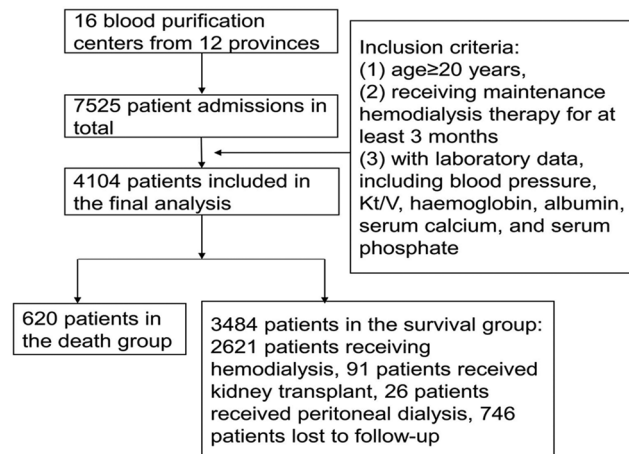 16 blood purification
centers from 12 provinces
7525 patient admissions in
total
Inclusion criteria:
(1) age≥20 years,
(2) receiving maintenance
hemodialysis therapy for at
least 3 months
(3) with laboratory data,
including blood pressure,
Kt/V, haemoglobin, albumin,
serum calcium, and serum
phosphate
4104 patients included in
the final analysis
620 patients in
the death group
3484 patients in the survival group:
2621 patients receiving
hemodialysis, 91 patients received
kidney transplant, 26 patients
received peritoneal dialysis, 746
patients lost to follow-up